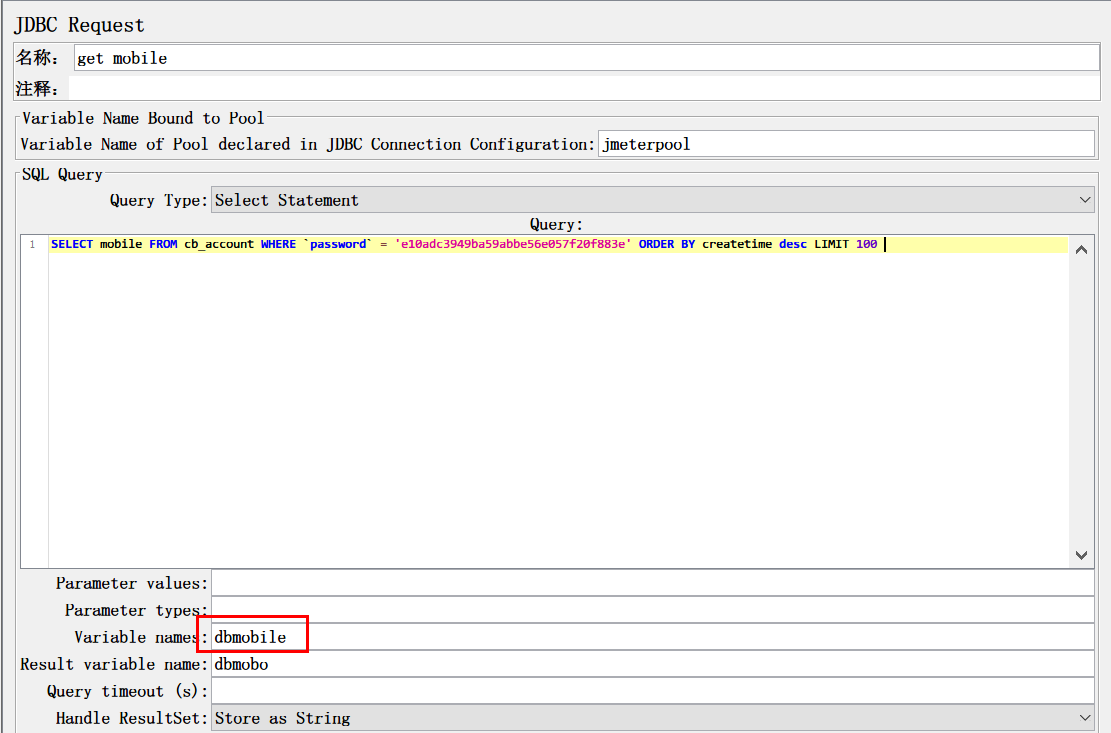 JDBC Request
名称： get mobile
注释：
Variable Name Bound to Pool
Variable Name of Pool declared in JDBC Connection Configuration: jmeterpool
SQL Query
Query Type: Select Statement
Query:
1 SELECT mobile FROM cb_account WHERE `password` = 'e10adc3949ba59abbe56e057f20f883e' ORDER BY createtime desc LIMIT 100
Parameter values:
Parameter types:
Variable names: dbmobile
Result variable name: dbmobo
Query timeout (s):
Handle ResultSet: Store as String